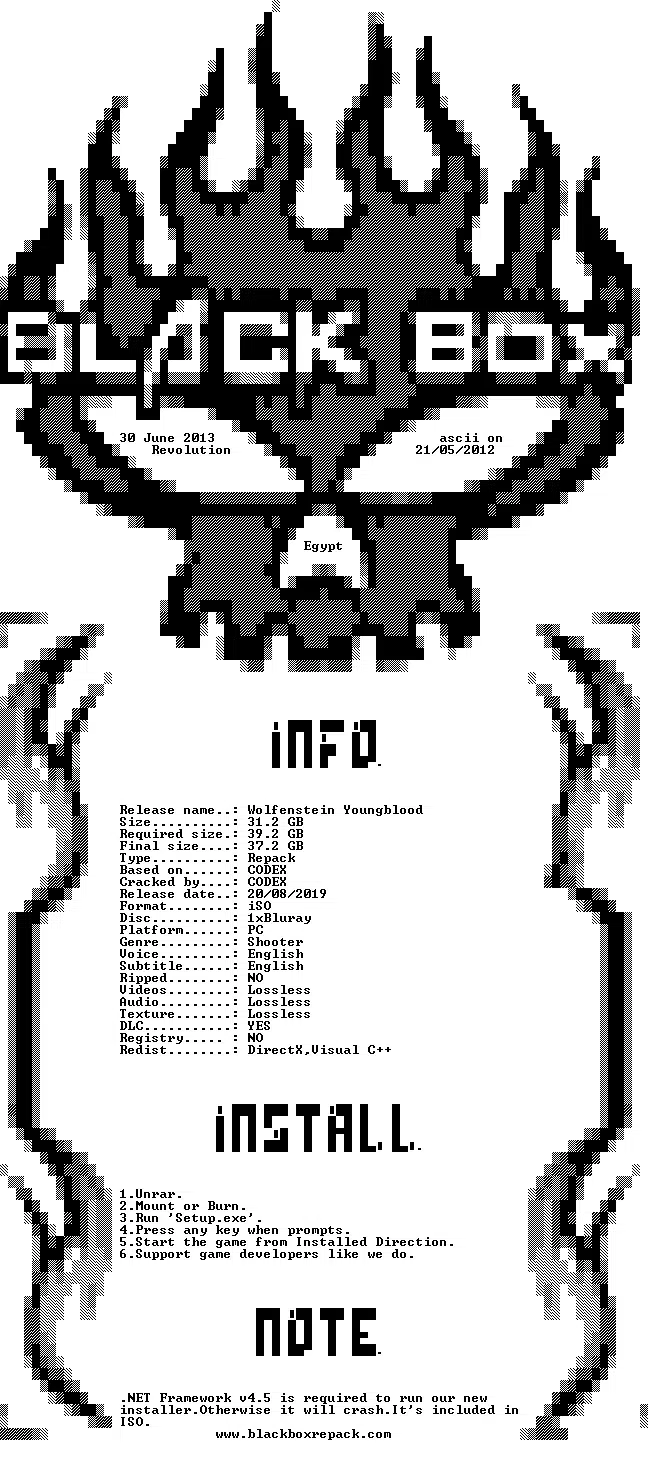 BLACK BOX
30 June 2013
Revolution
ascii on
21/05/2012
Egypt
iNFO.
Release name..: Wolfenstein Youngblood
Size..........: 31.2 GB
Required size.: 39.2 GB
Final size....: 37.2 GB
Type..........: Repack
Based on......: CODEX
Cracked by....: CODEX
Release date..: 20/08/2019
Format........: iSO
Disc..........: 1xBluray
Platform......: PC
Genre.........: Shooter
Voice.........: English
Subtitle......: English
Ripped........: NO
Videos........: Lossless
Audio.........: Lossless
Texture.......: Lossless
DLC...........: YES
Registry..... : NO
Redist........: DirectX,Visual C++
iNSTALL.
1.Unrar.
2.Mount or Burn.
3.Run 'Setup.exe'.
4.Press any key when prompts.
5.Start the game from Installed Direction.
6.Support game developers like we do.
NOTE.
.NET Framework v4.5 is required to run our new
installer.Otherwise it will crash.It's included in
ISO.
www.blackboxrepack.com